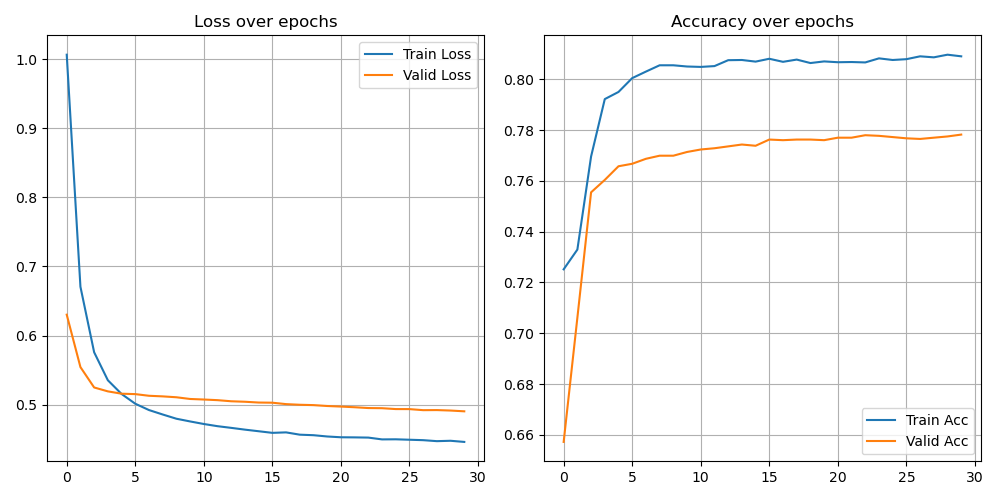 Loss over epochs
Train Loss
Valid Loss
1.0
0.9
0.8
0.7
0.6
0.5
0 5 10 15 20 25 30
Accuracy over epochs
0.80
0.78
0.76
0.74
0.72
0.70
0.68
0.66
Train Acc
Valid Acc
0 5 10 15 20 25 30